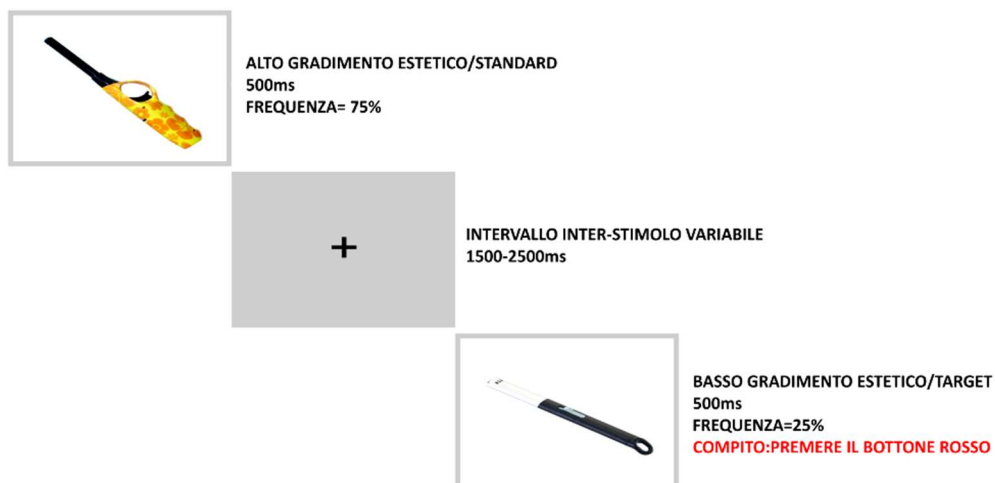 ALTO GRADIMENTO ESTETICO/STANDARD
500ms
FREQUENZA= 75%
+
INTERVALLO INTER-STIMOLO VARIABILE
1500-2500ms
BASSO GRADIMENTO ESTETICO/TARGET
500ms
FREQUENZA=25%
COMPITO:PREMERE IL BOTTONE ROSSO